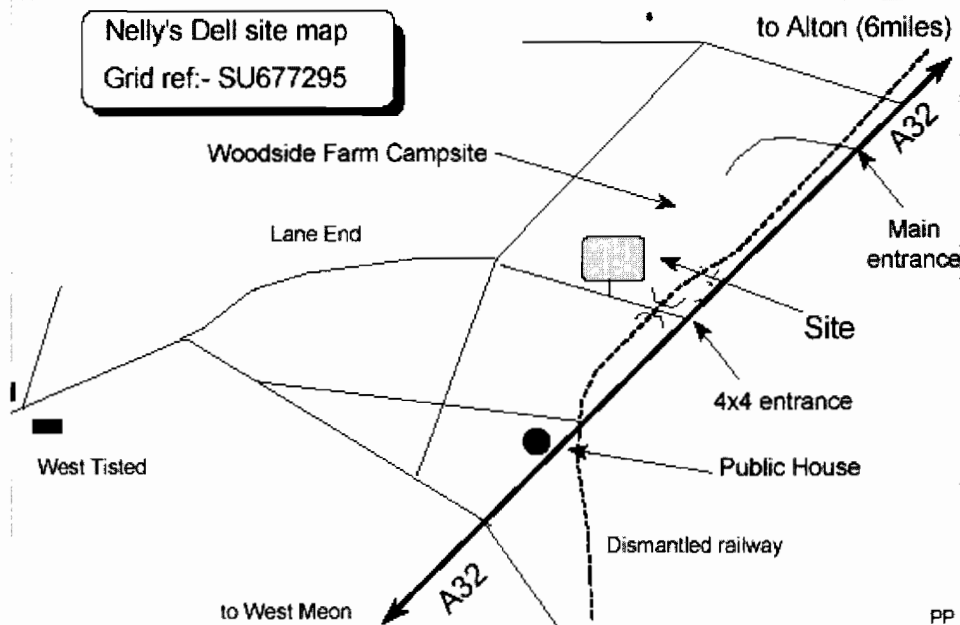 Nelly's Dell site map
Grid ref:- SU677295
to Alton (6miles)
A32
Woodside Farm Campsite
Main
entrance
Lane End
Site
4x4 entrance
West Tisted
Public House
Dismantled railway
A32
to West Meon
PP